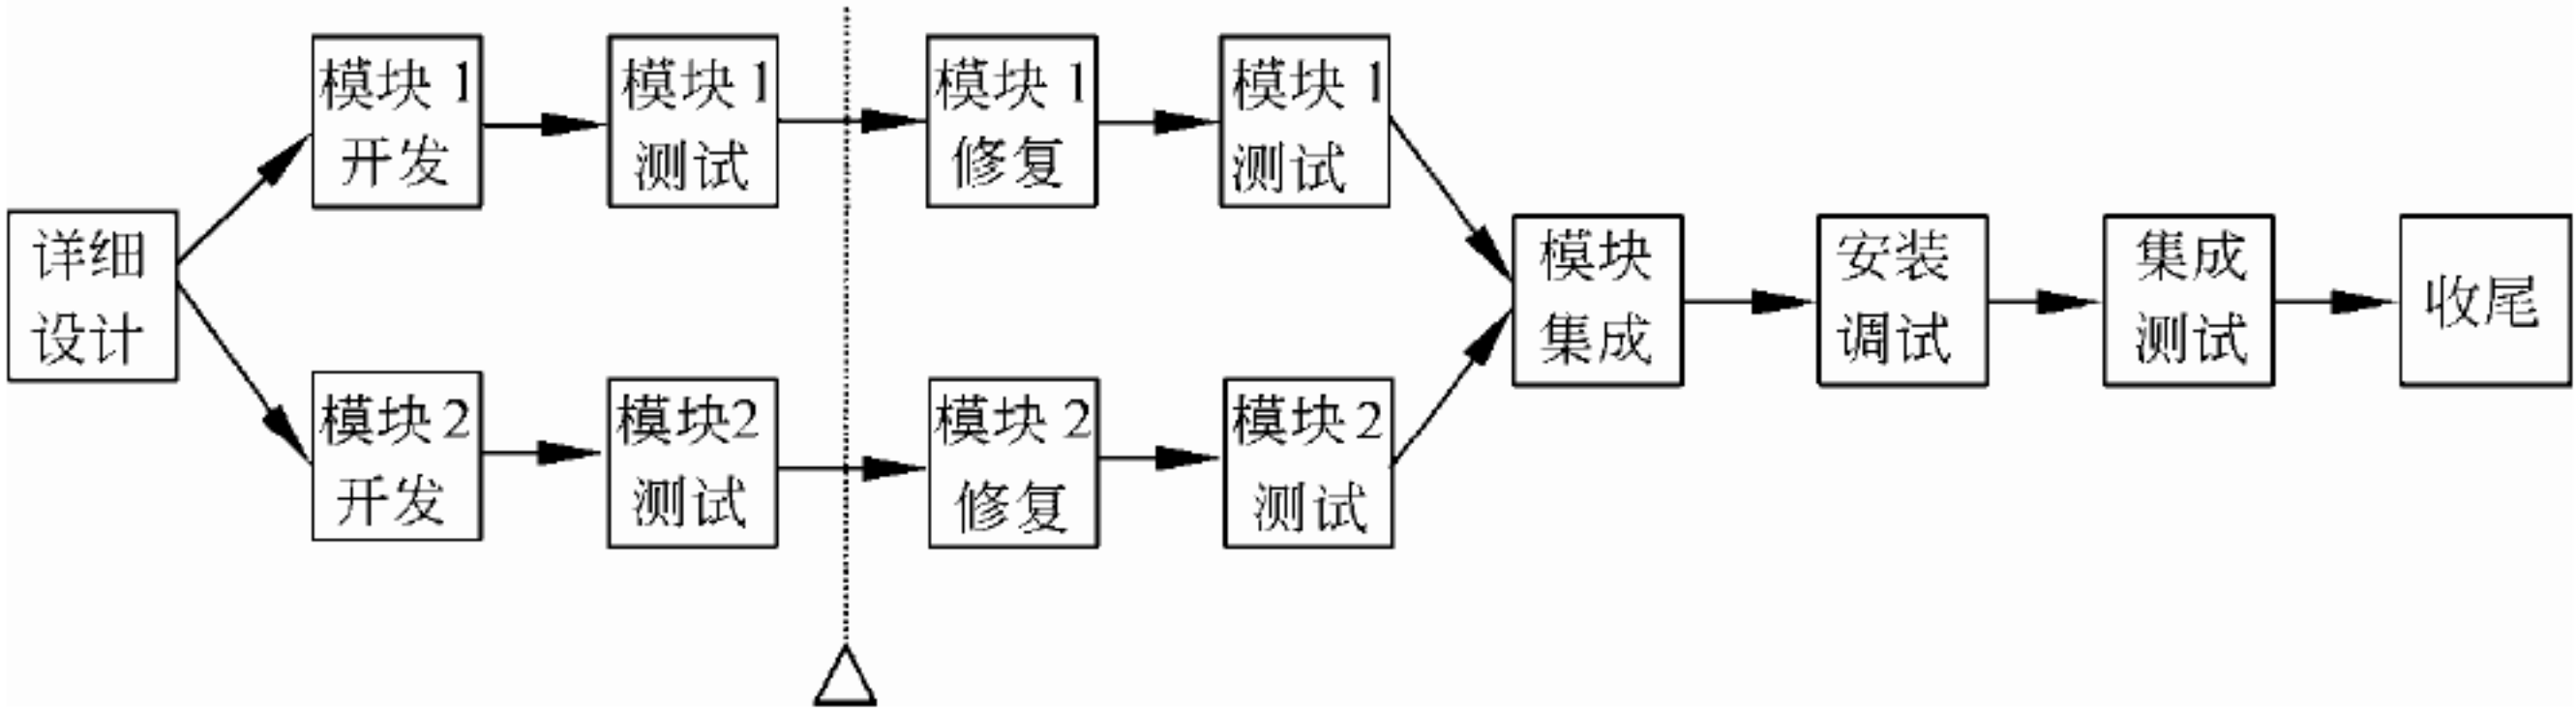 详细
设计
模块 1
开发
模块 1
测试
模块 1
修复
模块 1
测试
模块2
开发
模块2
测试
模块 2
修复
模块 2
测试
模块
集成
安装
调试
集成
测试
收尾